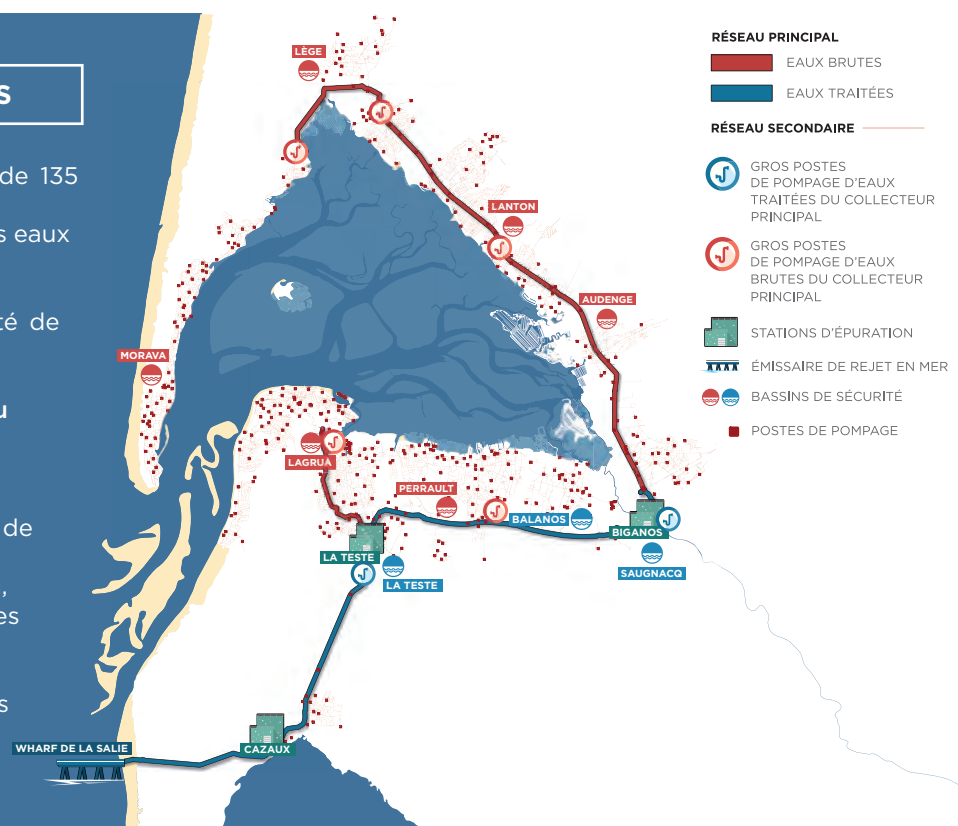 S
de 135
s eaux
té de
u
de
,
es
s
LÈGE
LANTON
AUDENGE
MORAVA
LAGRUA
PERRAULT
BALANOS
BIGANOS
LA TESTE
LA TESTE
SAUGNACQ
WHARF DE LA SALIE
CAZAUX
RÉSEAU PRINCIPAL
EAUX BRUTES
EAUX TRAITÉES
RÉSEAU SECONDAIRE
GROS POSTES
DE POMPAGE D'EAUX
TRAITÉES DU COLLECTEUR
PRINCIPAL
GROS POSTES
DE POMPAGE D'EAUX
BRUTES DU COLLECTEUR
PRINCIPAL
STATIONS D'ÉPURATION
ÉMISSAIRE DE REJET EN MER
BASSINS DE SÉCURITÉ
POSTES DE POMPAGE